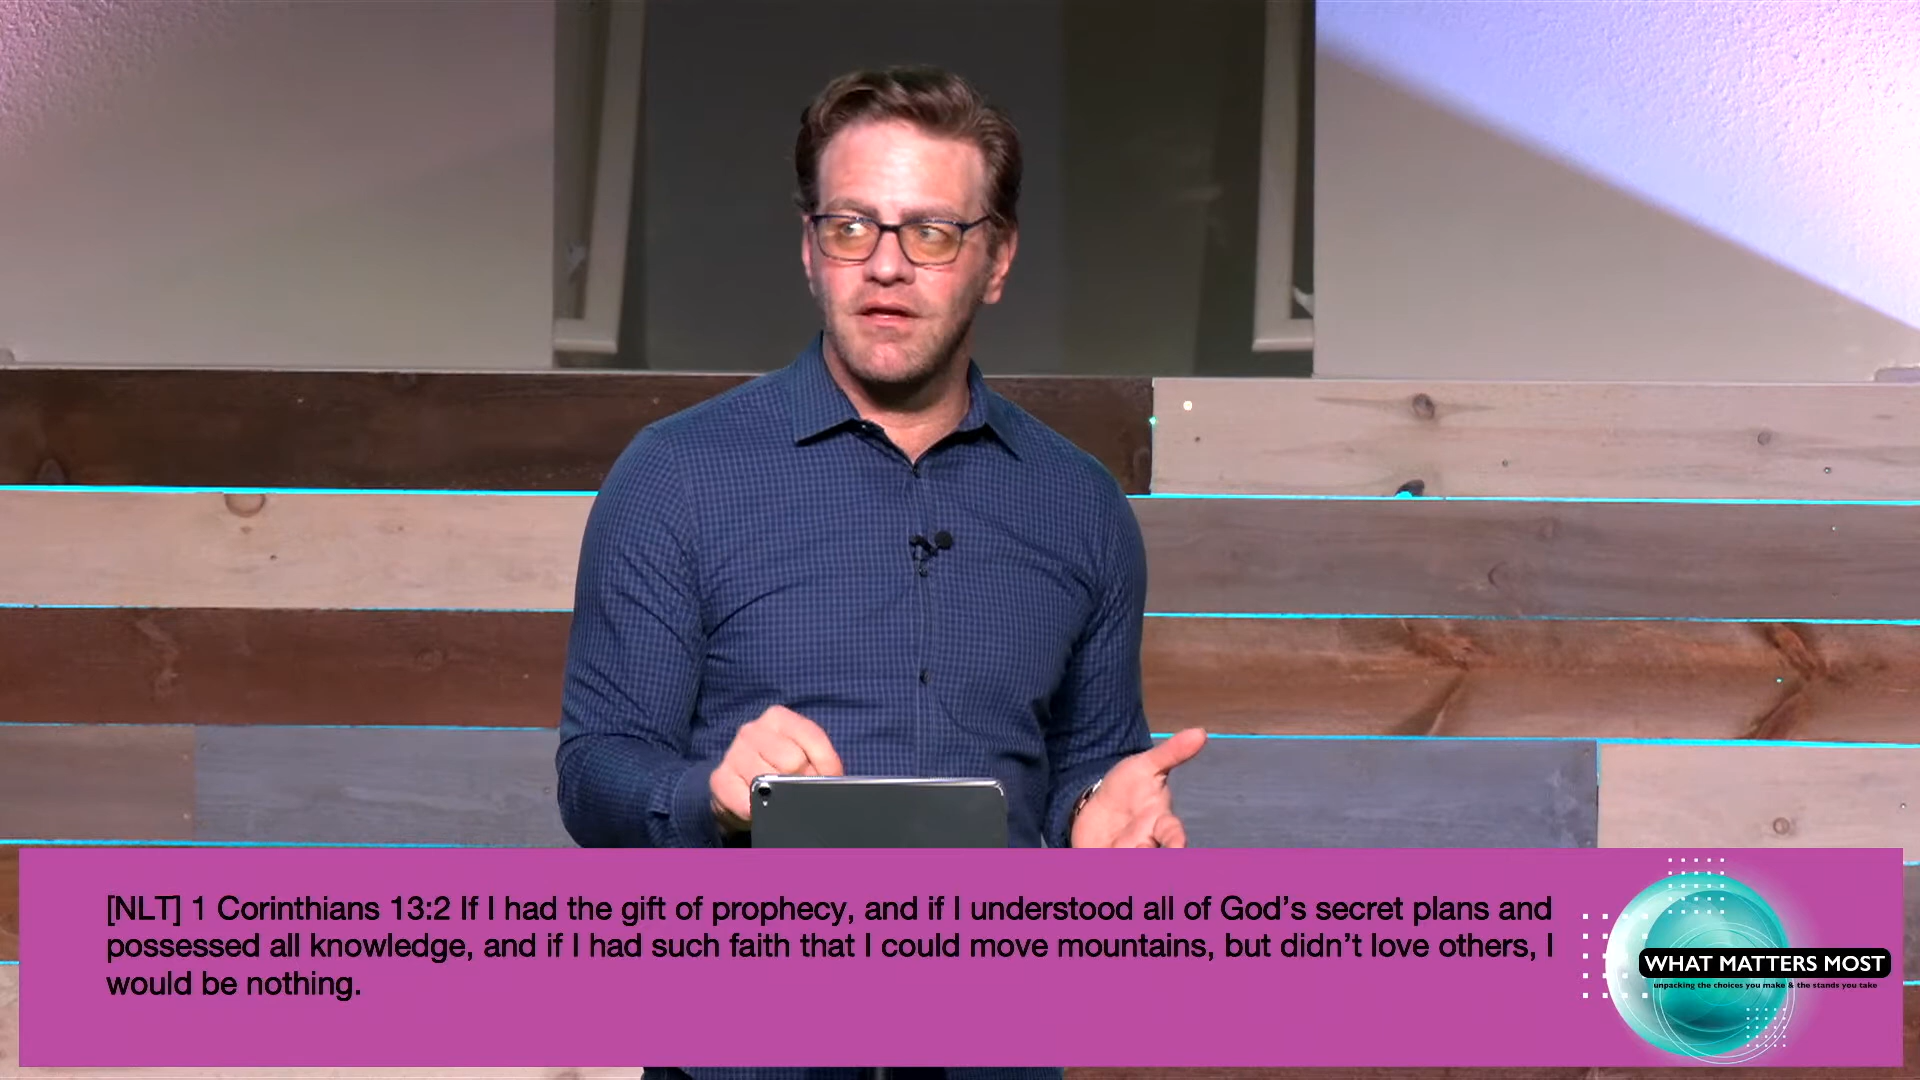 [NLT] 1 Corinthians 13:2 If I had the gift of prophecy, and if I understood all of God’s secret plans and
possessed all knowledge, and if I had such faith that I could move mountains, but didn’t love others, I
would be nothing.
WHAT MATTERS MOST
unpacking the choices you make & the stands you take